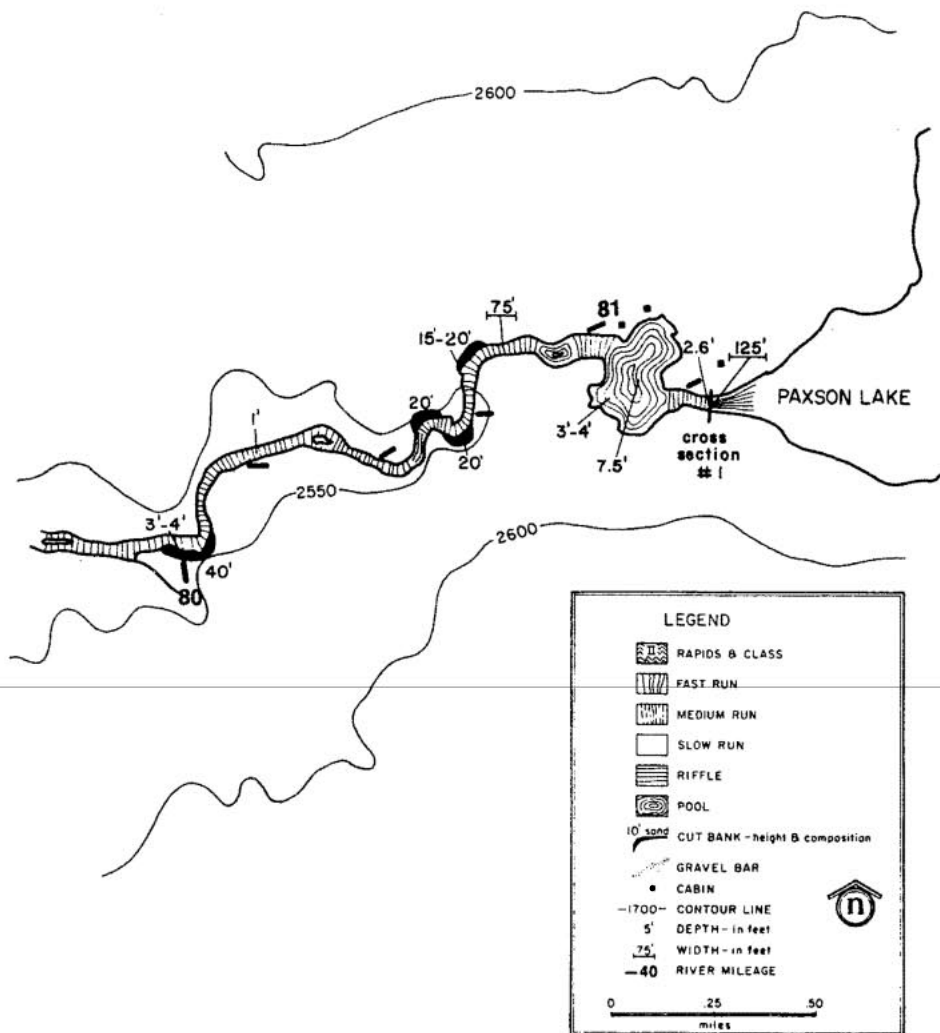 2600
75'
81
15'-20'
2.6'
125'
PAXSON LAKE
20'
3'-4'
cross
section
#1
1'
20'
7.5'
2550
3'-4'
2600
40'
80
LEGEND
II RAPIDS & CLASS
FAST RUN
MEDIUM RUN
SLOW RUN
RIFFLE
POOL
10' sand CUT BANK - height & composition
GRAVEL BAR
CABIN
-1700- CONTOUR LINE
5' DEPTH - in feet
75' WIDTH - in feet
-40 RIVER MILEAGE
n
0 .25 .50
miles